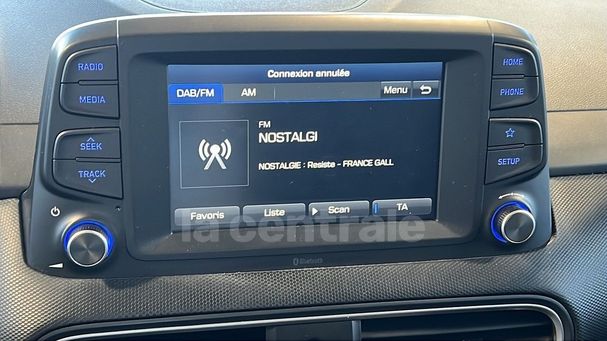 Connexion annulée
RADIO
MEDIA
SEEK
TRACK
DAB/FM AM Menu
FM
NOSTALGI
NOSTALGIE : Resiste - FRANCE GALL
Favoris Liste Scan TA
HOME
PHONE
SETUP
la centrale
Bluetooth